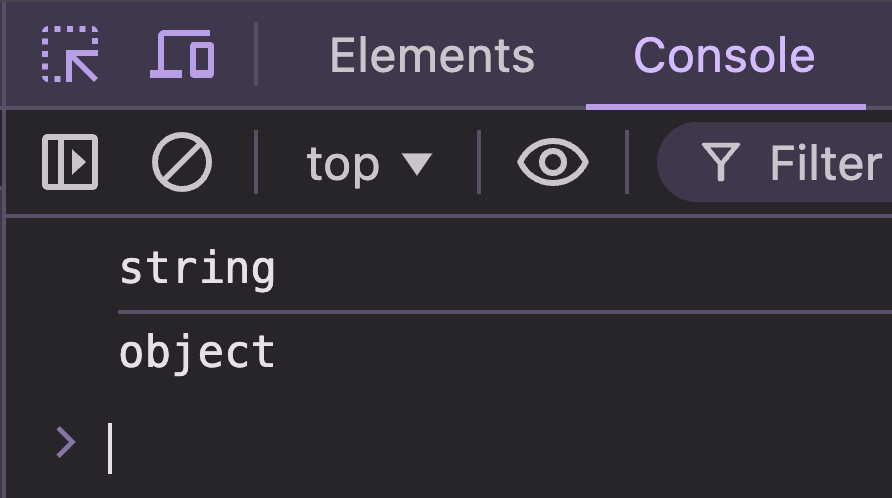 Elements Console
top Filter
string
object